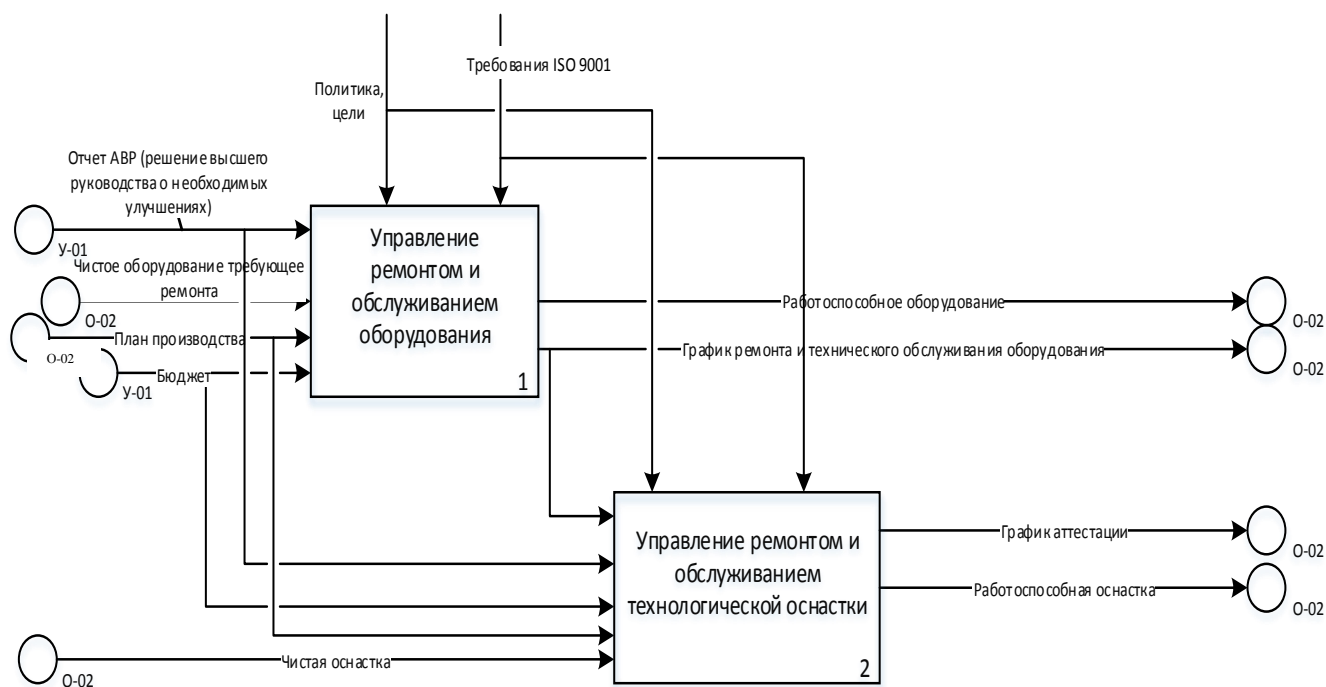 Требования ISO 9001
Политика,
цели
Отчет АВР (решение высшего
руководства о необходимых
улучшениях)
У-01
Чистое оборудование требующее
ремонта
О-02
План производства
О-02
Бюджет
У-01
Управление
ремонтом и
обслуживанием
оборудования
1
Работоспособное оборудование
О-02
График ремонта и технического обслуживания оборудования
О-02
Управление ремонтом и
обслуживанием
технологической оснастки
2
График аттестации
О-02
Работоспособная оснастка
О-02
Чистая оснастка
О-02